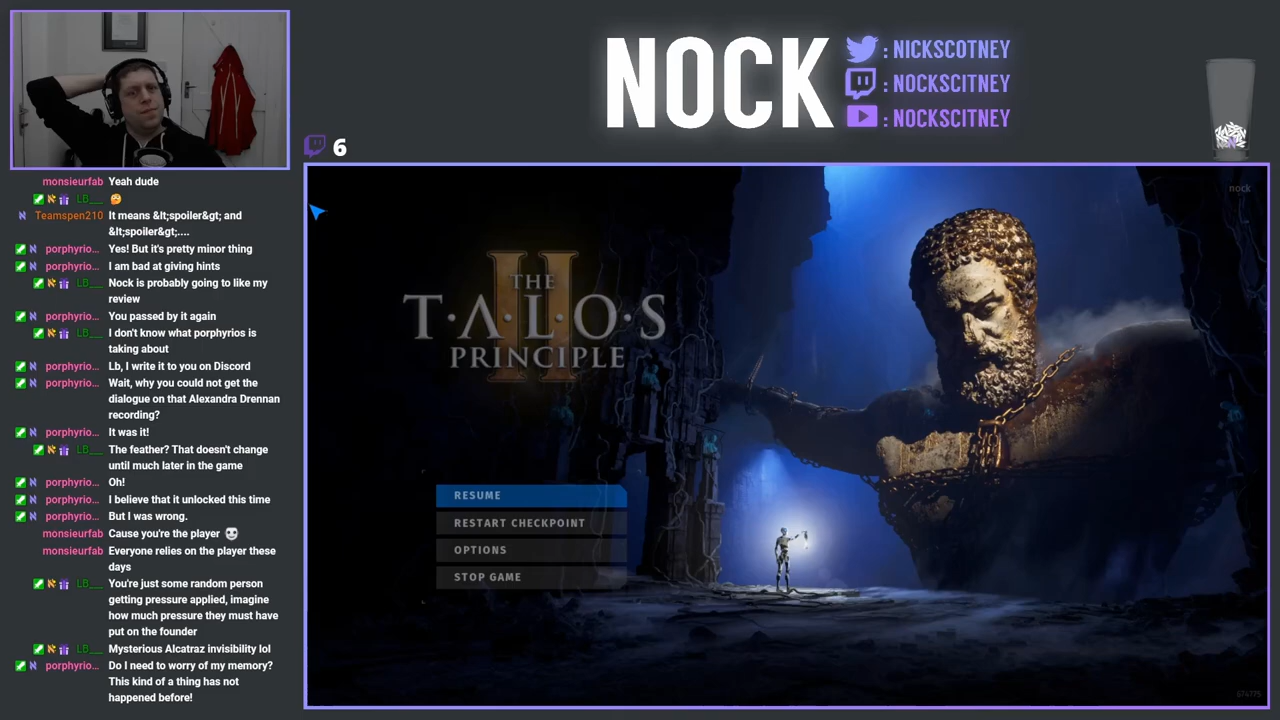 NOCK
: NICKSCOTNEY
: NOCKSCITNEY
: NOCKSCITNEY
6
monsieurfab Yeah dude
LB__
Teamspen210 It means &lt;spoiler&gt; and
&lt;spoiler&gt;....
porphyrio... Yes! But it's pretty minor thing
porphyrio... I am bad at giving hints
LB__ Nock is probably going to like my
review
porphyrio... You passed by it again
LB__ I don't know what porphyrios is
taking about
porphyrio... Lb, I write it to you on Discord
porphyrio... Wait, why you could not get the
dialogue on that Alexandra Drennan
recording?
porphyrio... It was it!
LB__ The feather? That doesn't change
until much later in the game
porphyrio... Oh!
porphyrio... I believe that it unlocked this time
porphyrio... But I was wrong.
monsieurfab Cause you're the player
monsieurfab Everyone relies on the player these
days
LB__ You're just some random person
getting pressure applied, imagine
how much pressure they must have
put on the founder
LB__ Mysterious Alcatraz invisibility lol
porphyrio... Do I need to worry of my memory?
This kind of a thing has not
happened before!
nock
II
THE
T·A·L·O·S
PRINCIPLE
RESUME
RESTART CHECKPOINT
OPTIONS
STOP GAME